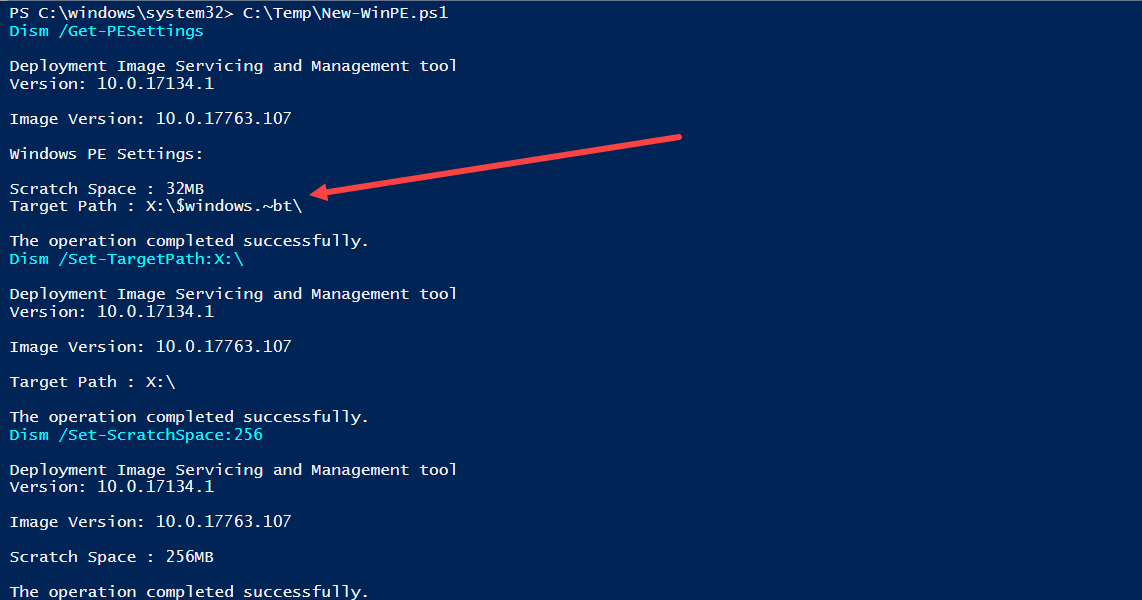 PS C:\windows\system32> C:\Temp\New-WinPE.ps1
Dism /Get-PESettings
Deployment Image Servicing and Management tool
Version: 10.0.17134.1
Image Version: 10.0.17763.107
Windows PE Settings:
Scratch Space : 32MB
Target Path : X:\$windows.~bt\
The operation completed successfully.
Dism /Set-TargetPath:X:\
Deployment Image Servicing and Management tool
Version: 10.0.17134.1
Image Version: 10.0.17763.107
Target Path : X:\
The operation completed successfully.
Dism /Set-ScratchSpace:256
Deployment Image Servicing and Management tool
Version: 10.0.17134.1
Image Version: 10.0.17763.107
Scratch Space : 256MB
The operation completed successfully.